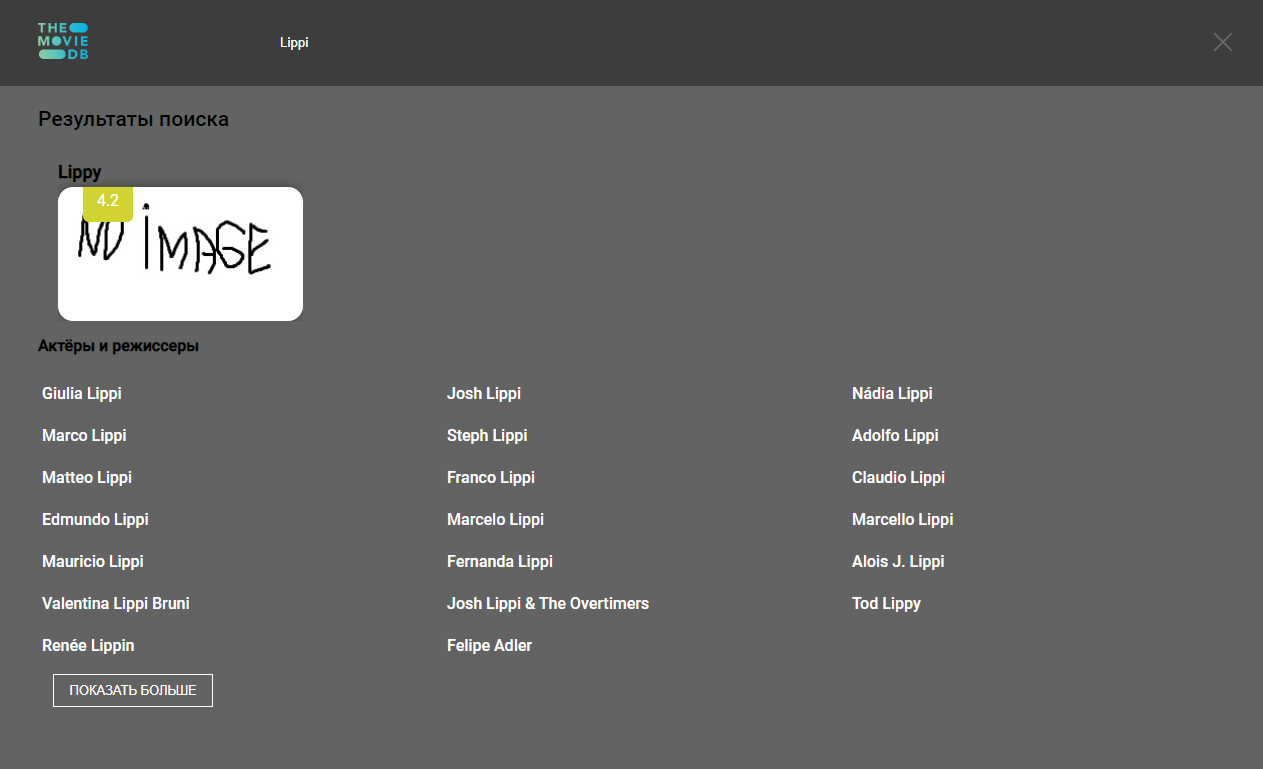 THE
MOVIE
DB
Lippi
Результаты поиска
Lippy
4.2
NO IMAGE
Актёры и режиссеры
Giulia Lippi Josh Lippi Nádia Lippi
Marco Lippi Steph Lippi Adolfo Lippi
Matteo Lippi Franco Lippi Claudio Lippi
Edmundo Lippi Marcelo Lippi Marcello Lippi
Mauricio Lippi Fernanda Lippi Alois J. Lippi
Valentina Lippi Bruni Josh Lippi & The Overtimers Tod Lippy
Renée Lippin Felipe Adler
ПОКАЗАТЬ БОЛЬШЕ